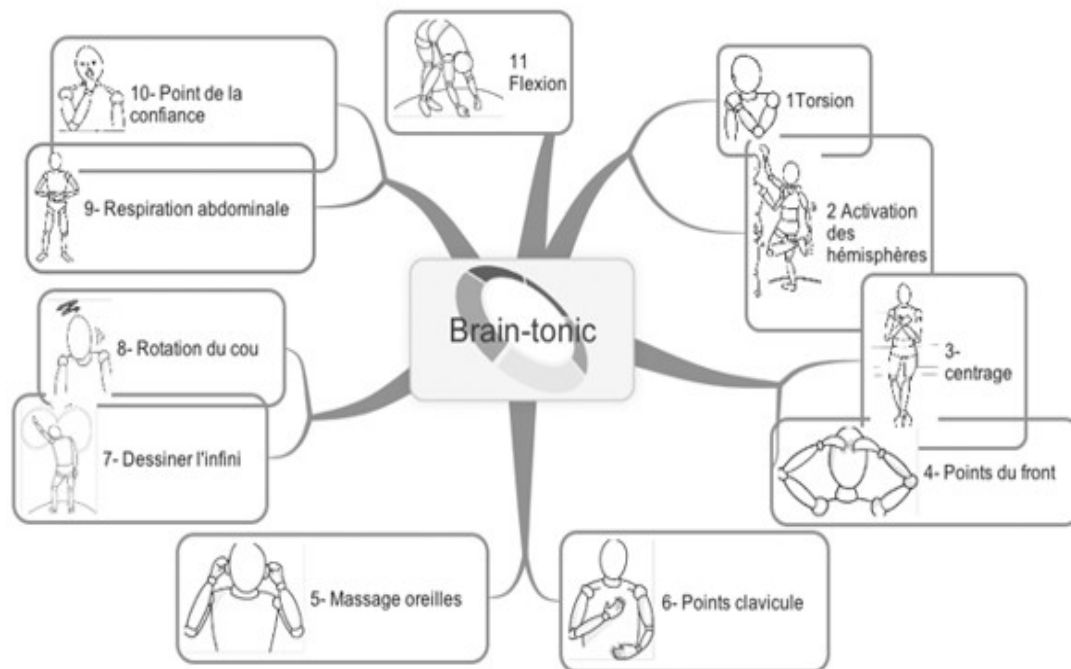 Brain-tonic
1Torsion
2 Activation
des
hémisphères
3-
centrage
4- Points du front
5- Massage oreilles
6- Points clavicule
7- Dessiner l'infini
8- Rotation du cou
9- Respiration abdominale
10- Point de la
confiance
11
Flexion